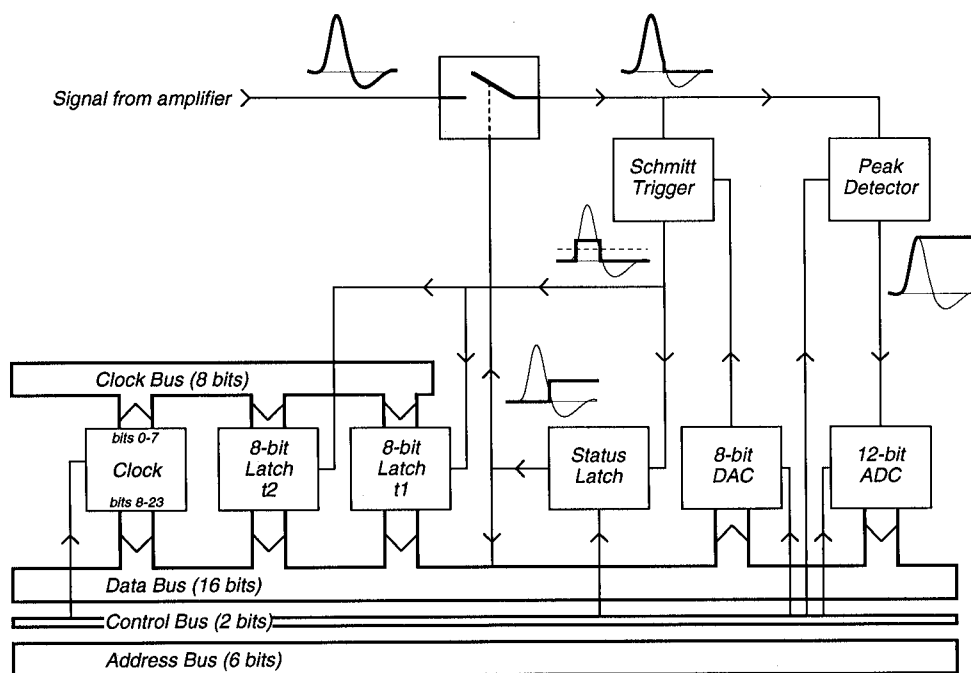 Signal from amplifier
Schmitt
Trigger
Peak
Detector
Clock Bus (8 bits)
bits 0-7
Clock
bits 8-23
8-bit
Latch
t2
8-bit
Latch
t1
Status
Latch
8-bit
DAC
12-bit
ADC
Data Bus (16 bits)
Control Bus (2 bits)
Address Bus (6 bits)